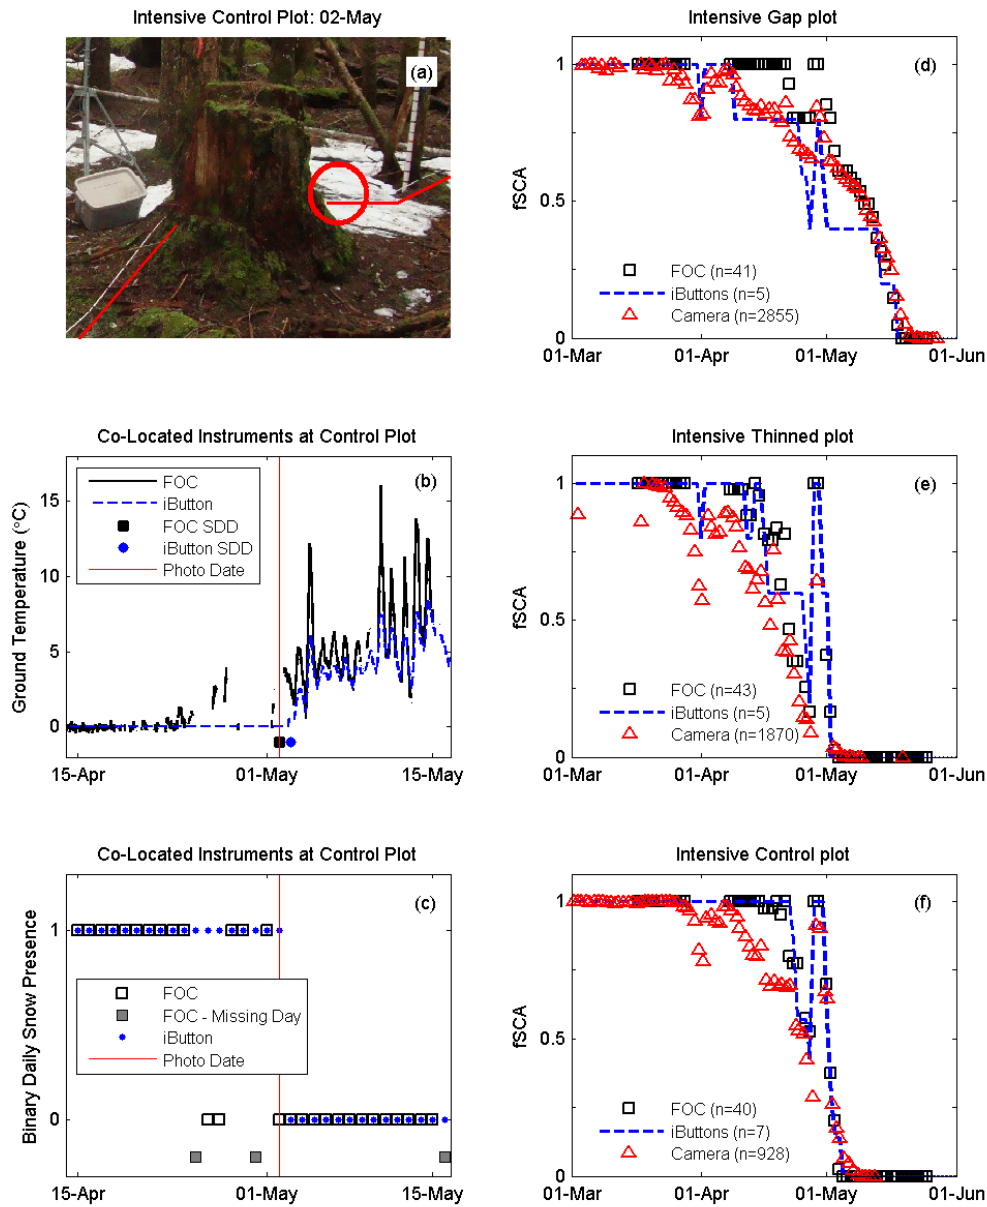 Intensive Control Plot: 02-May
(a)
Co-Located Instruments at Control Plot
(b)
Ground Temperature (°C)
15
10
5
0
FOC
iButton
FOC SDD
iButton SDD
Photo Date
15-Apr
01-May
15-May
Co-Located Instruments at Control Plot
(c)
Binary Daily Snow Presence
1
0
FOC
FOC - Missing Day
iButton
Photo Date
15-Apr
01-May
15-May
Intensive Gap plot
(d)
fSCA
1
0.5
0
FOC (n=41)
iButtons (n=5)
Camera (n=2855)
01-Mar
01-Apr
01-May
01-Jun
Intensive Thinned plot
(e)
fSCA
1
0.5
0
FOC (n=43)
iButtons (n=5)
Camera (n=1870)
01-Mar
01-Apr
01-May
01-Jun
Intensive Control plot
(f)
fSCA
1
0.5
0
FOC (n=40)
iButtons (n=7)
Camera (n=928)
01-Mar
01-Apr
01-May
01-Jun